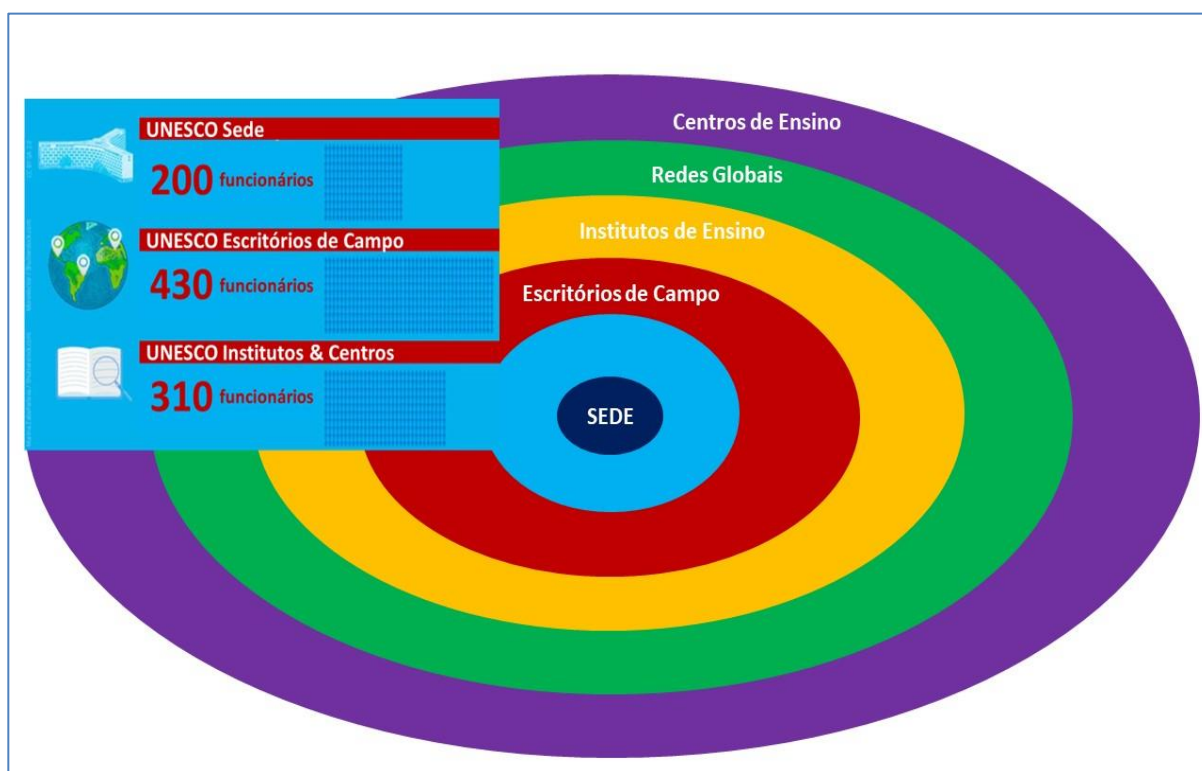 UNESCO Sede
200 funcionários
UNESCO Escritórios de Campo
430 funcionários
UNESCO Institutos & Centros
310 funcionários
Centros de Ensino
Redes Globais
Institutos de Ensino
Escritórios de Campo
SEDE